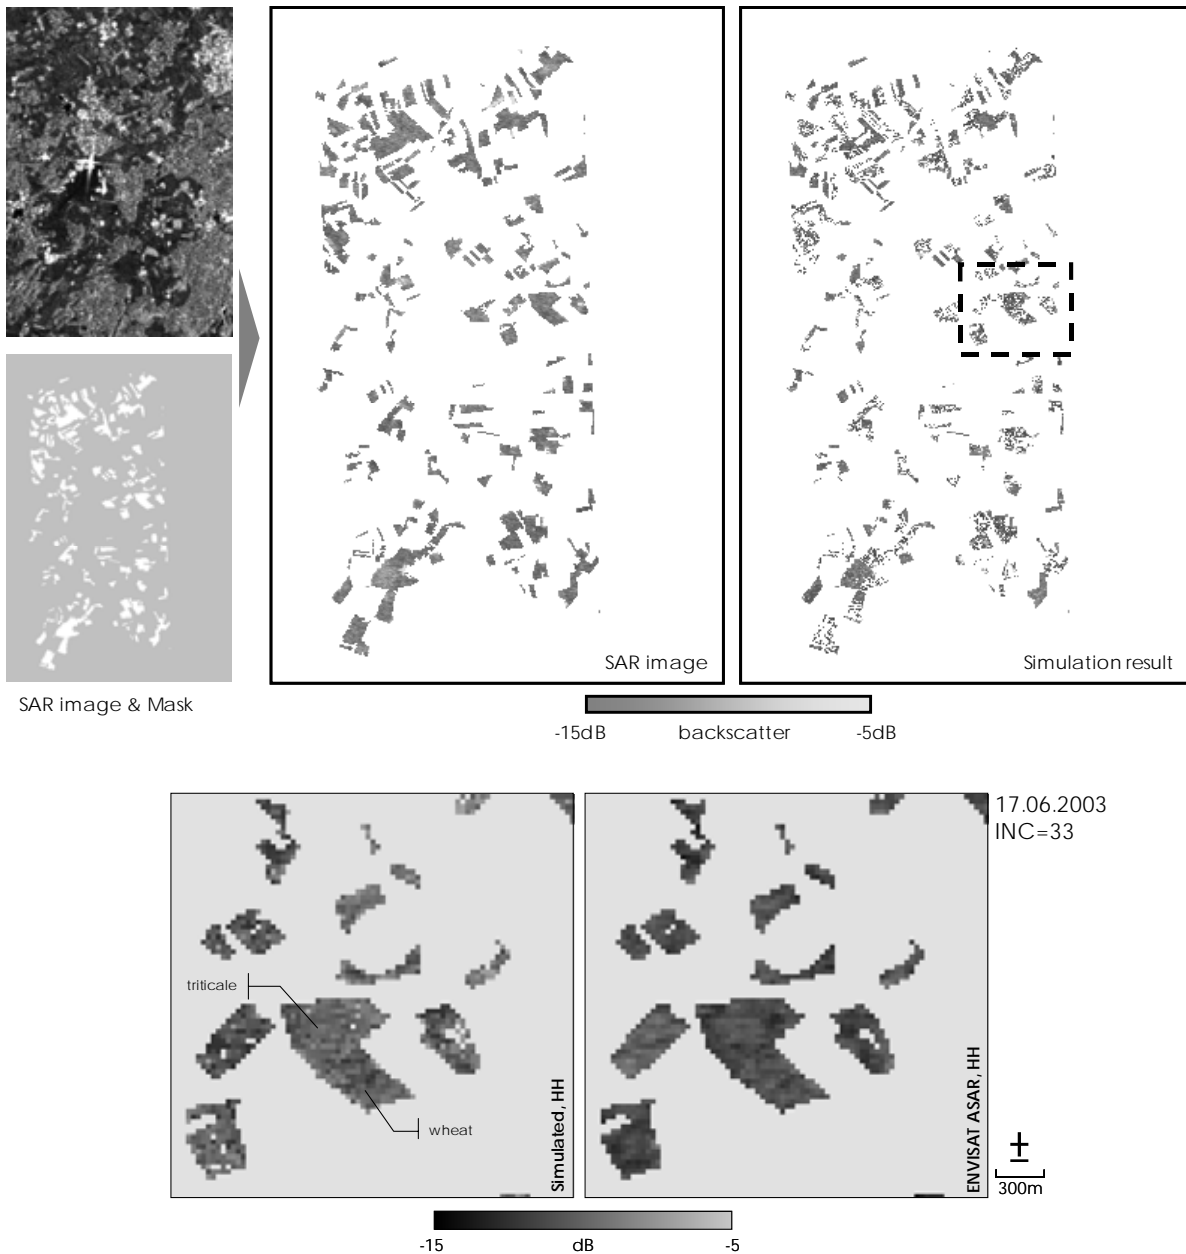 SAR image
Simulation result
SAR image & Mask
-15dB
backscatter
-5dB
17.06.2003
INC=33
triticale
wheat
Simulated, HH
ENVISAT ASAR, HH
±
300m
-15
dB
-5